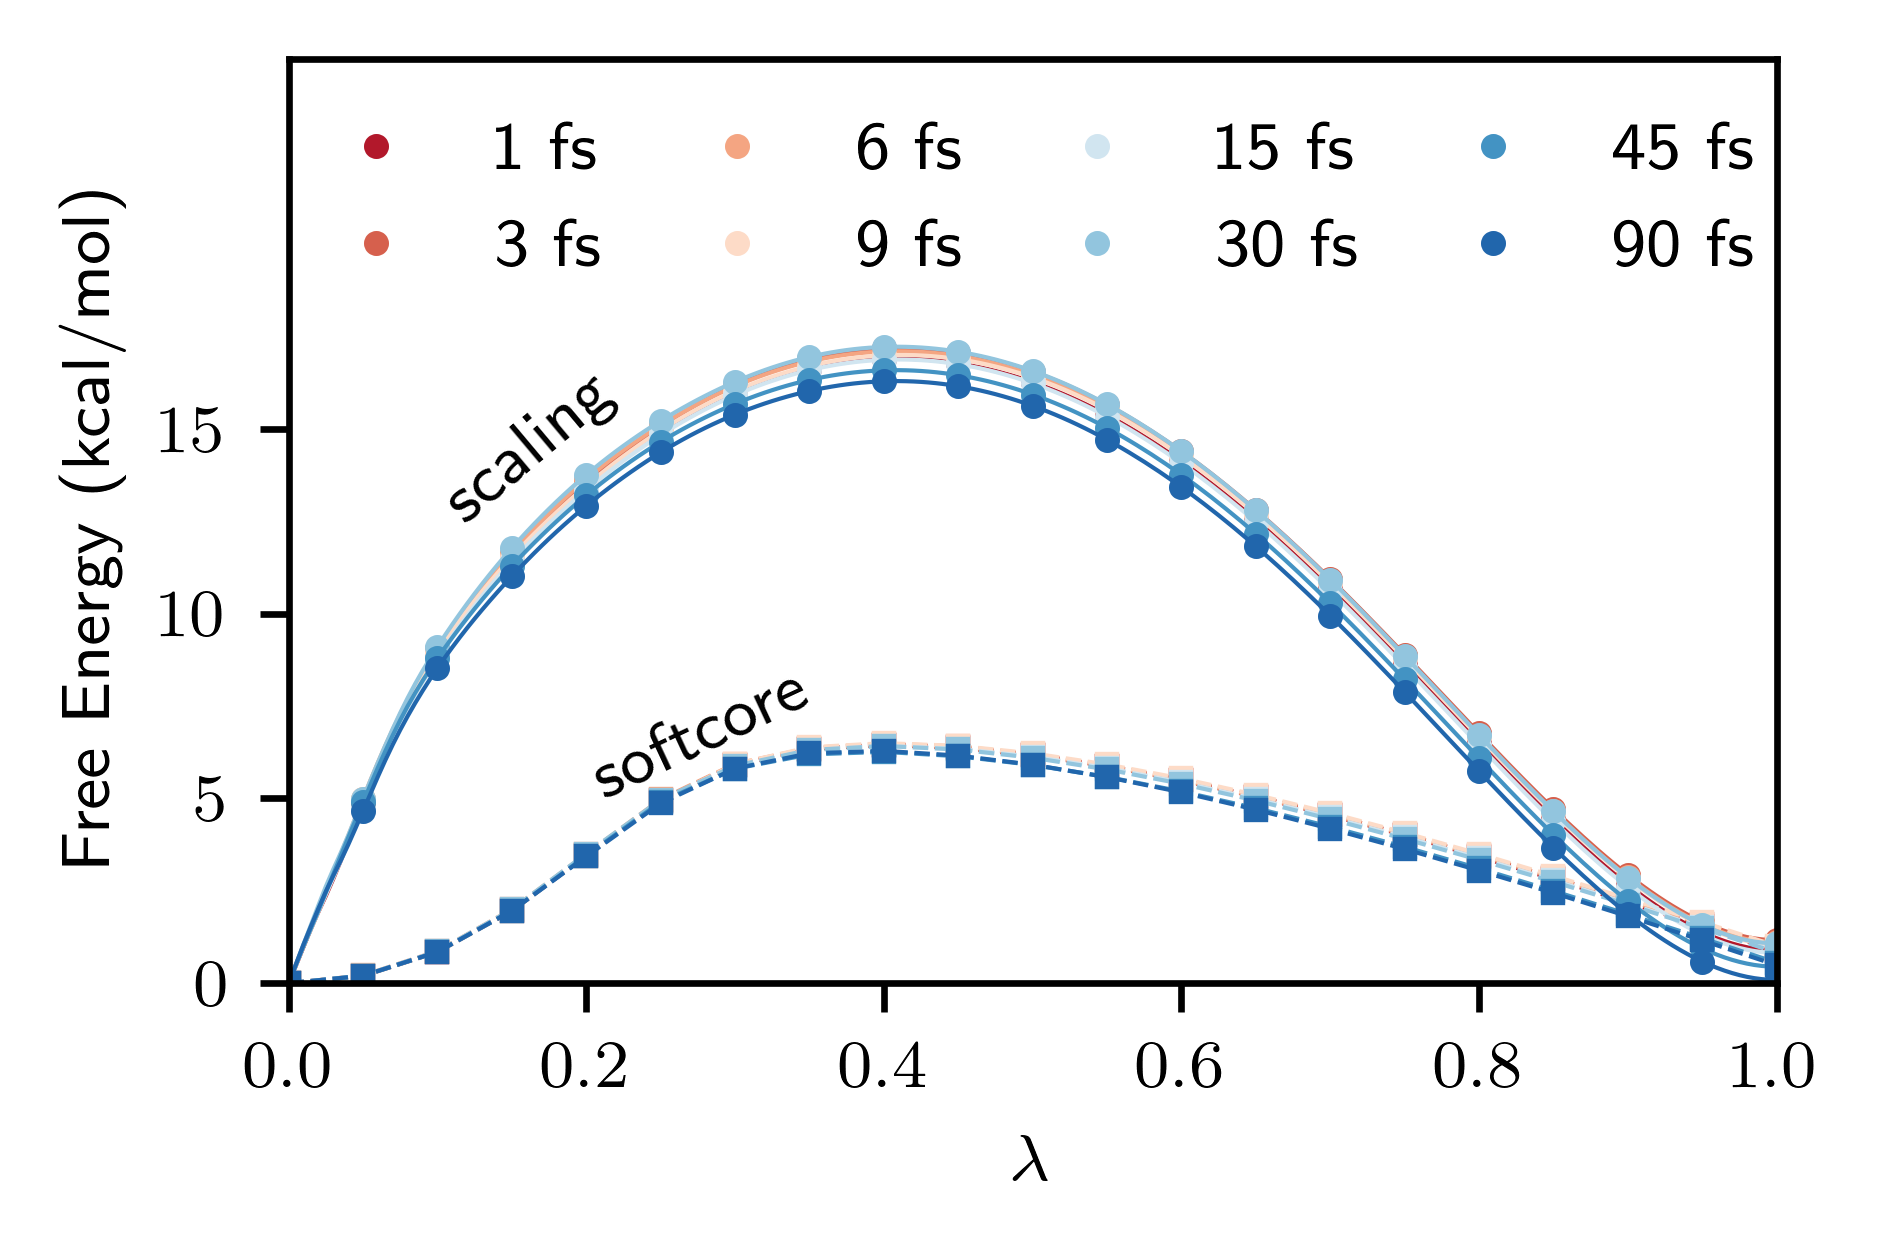 1 fs 6 fs 15 fs 45 fs
3 fs 9 fs 30 fs 90 fs
scaling
softcore
Free Energy (kcal/mol)
15
10
5
0
0.0 0.2 0.4 0.6 0.8 1.0
λ